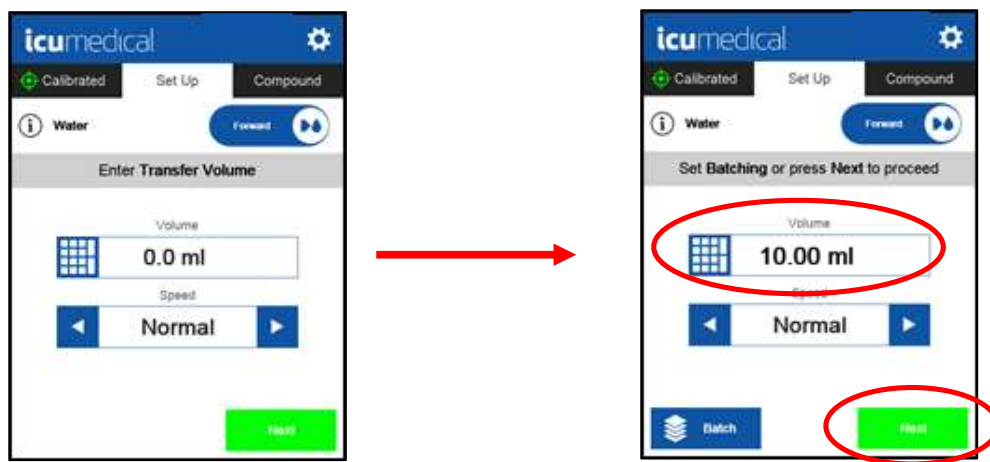 icumedical
Calibrated Set Up Compound
i Water Forward
Enter Transfer Volume
Volume
0.0 ml
Speed
Normal
Next
icumedical
Calibrated Set Up Compound
i Water Forward
Set Batching or press Next to proceed
Volume
10.00 ml
Speed
Normal
Batch Next